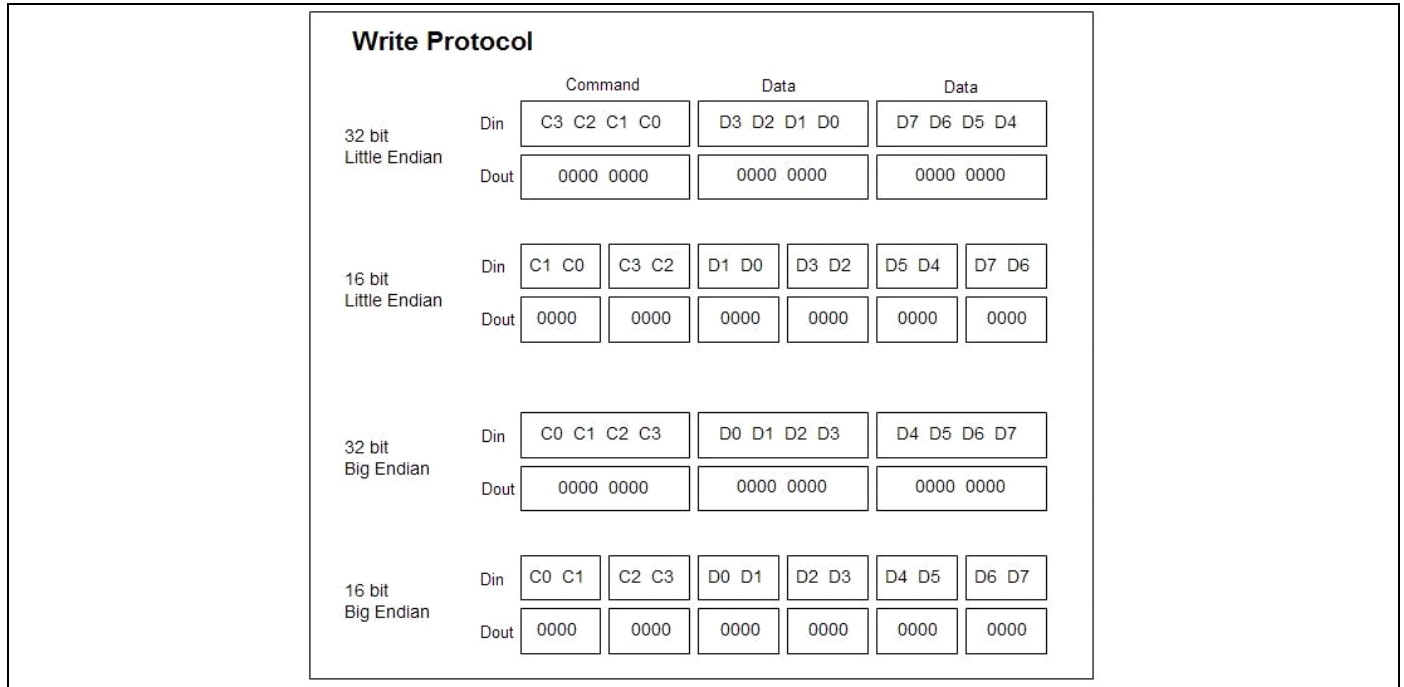 Write Protocol
Command Data Data
32 bit
Little Endian
Din C3 C2 C1 C0 D3 D2 D1 D0 D7 D6 D5 D4
Dout 0000 0000 0000 0000 0000 0000
16 bit
Little Endian
Din C1 C0 C3 C2 D1 D0 D3 D2 D5 D4 D7 D6
Dout 0000 0000 0000 0000 0000 0000
32 bit
Big Endian
Din C0 C1 C2 C3 D0 D1 D2 D3 D4 D5 D6 D7
Dout 0000 0000 0000 0000 0000 0000
16 bit
Big Endian
Din C0 C1 C2 C3 D0 D1 D2 D3 D4 D5 D6 D7
Dout 0000 0000 0000 0000 0000 0000